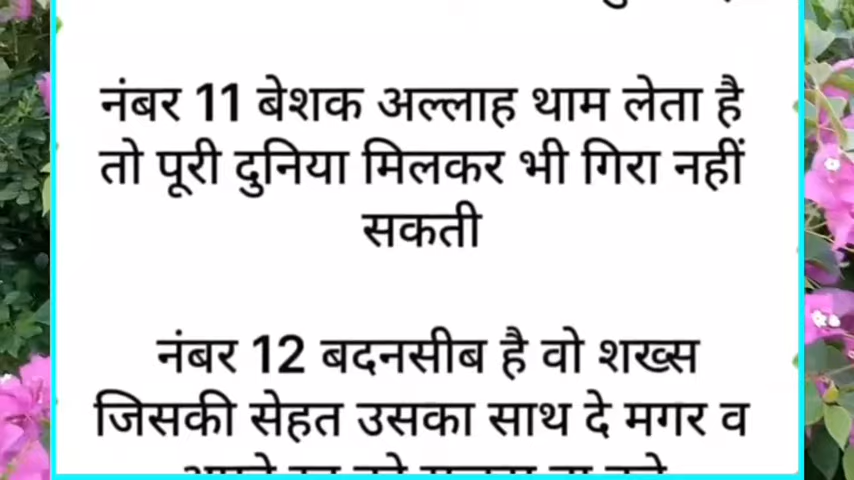 नंबर 11 बेशक अल्लाह थाम लेता है
तो पूरी दुनिया मिलकर भी गिरा नहीं
सकती
नंबर 12 बदनसीब है वो शख्स
जिसकी सेहत उसका साथ दे मगर व